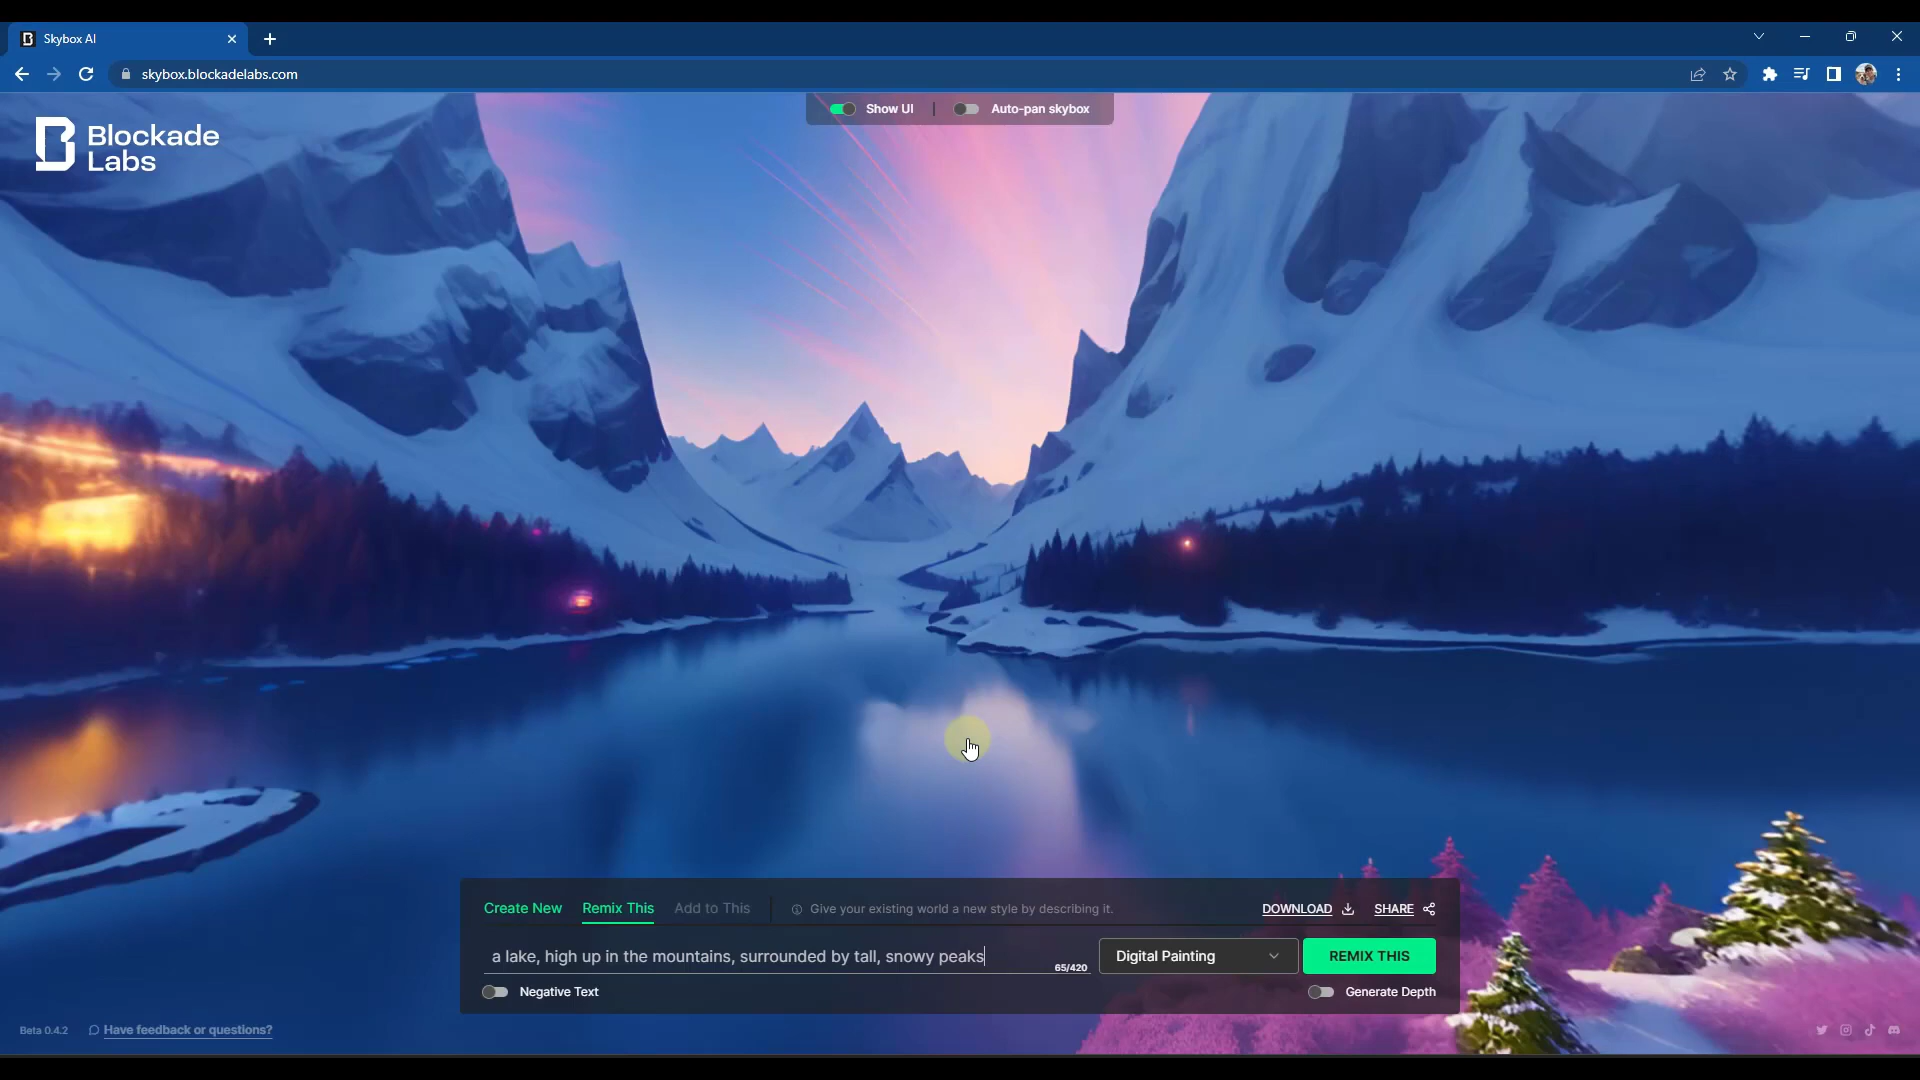 Skybox AI
skybox.blockadelabs.com
Show UI | Auto-pan skybox
Blockade
Labs
Create New Remix This Add to This Give your existing world a new style by describing it. DOWNLOAD SHARE
a lake, high up in the mountains, surrounded by tall, snowy peaks 65/420 Digital Painting REMIX THIS
Negative Text Generate Depth
Beta 0.4.2 Have feedback or questions?